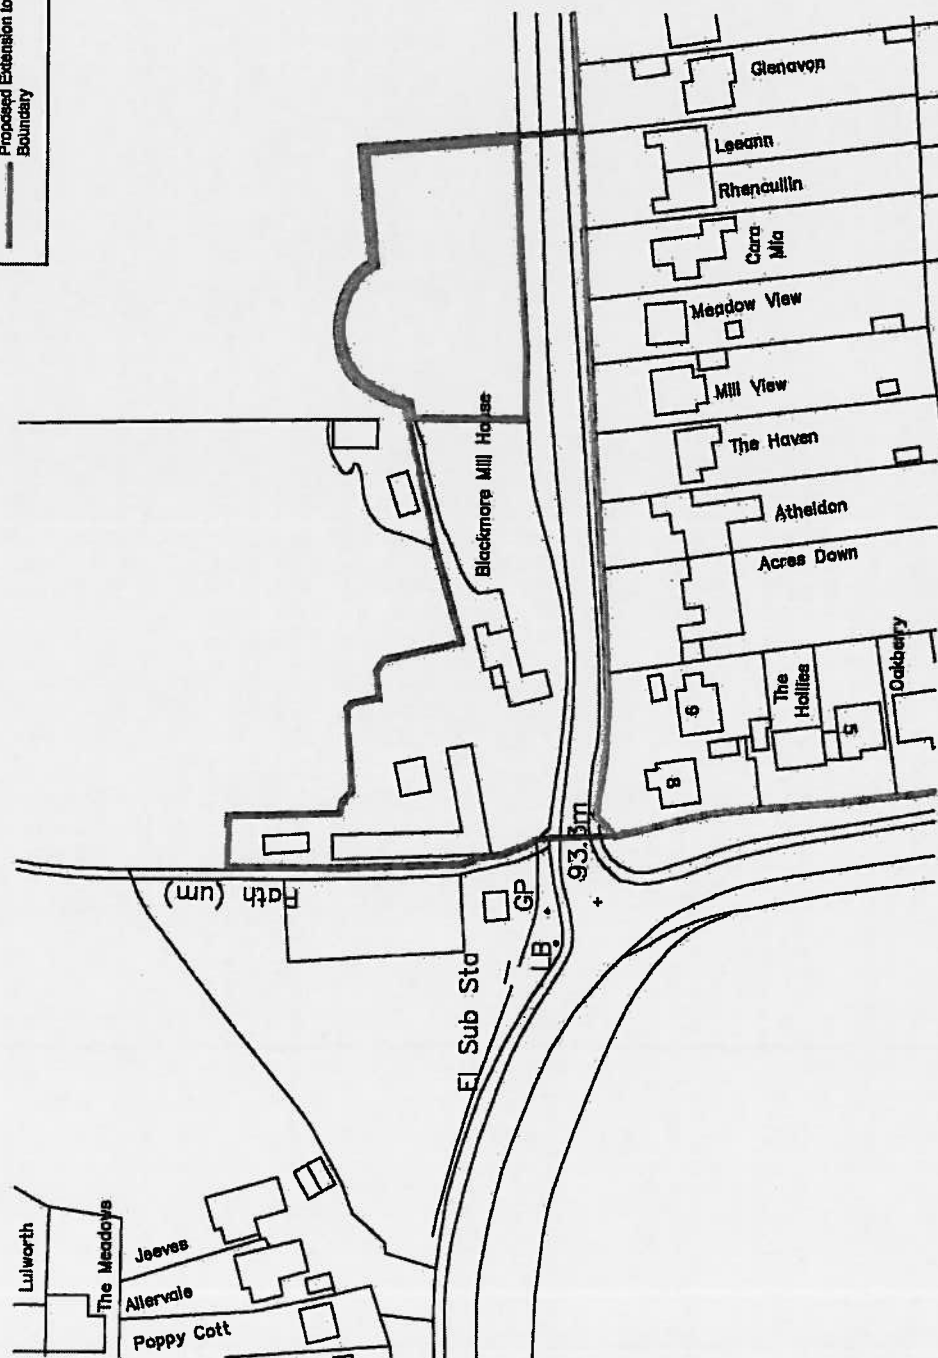 Proposed Extension to
Boundary
Glenavon
Leeann
Rhencullin
Cara
Mia
Meadow View
Mill View
The Haven
Blackmore Mill House
Atheldon
Acres Down
Oakberry
The
Hollies
6
5
8
93.3m
Path (um)
GP
LB
El Sub Sta
Lulworth
The Meadows
Jeeves
Allervale
Poppy Cott